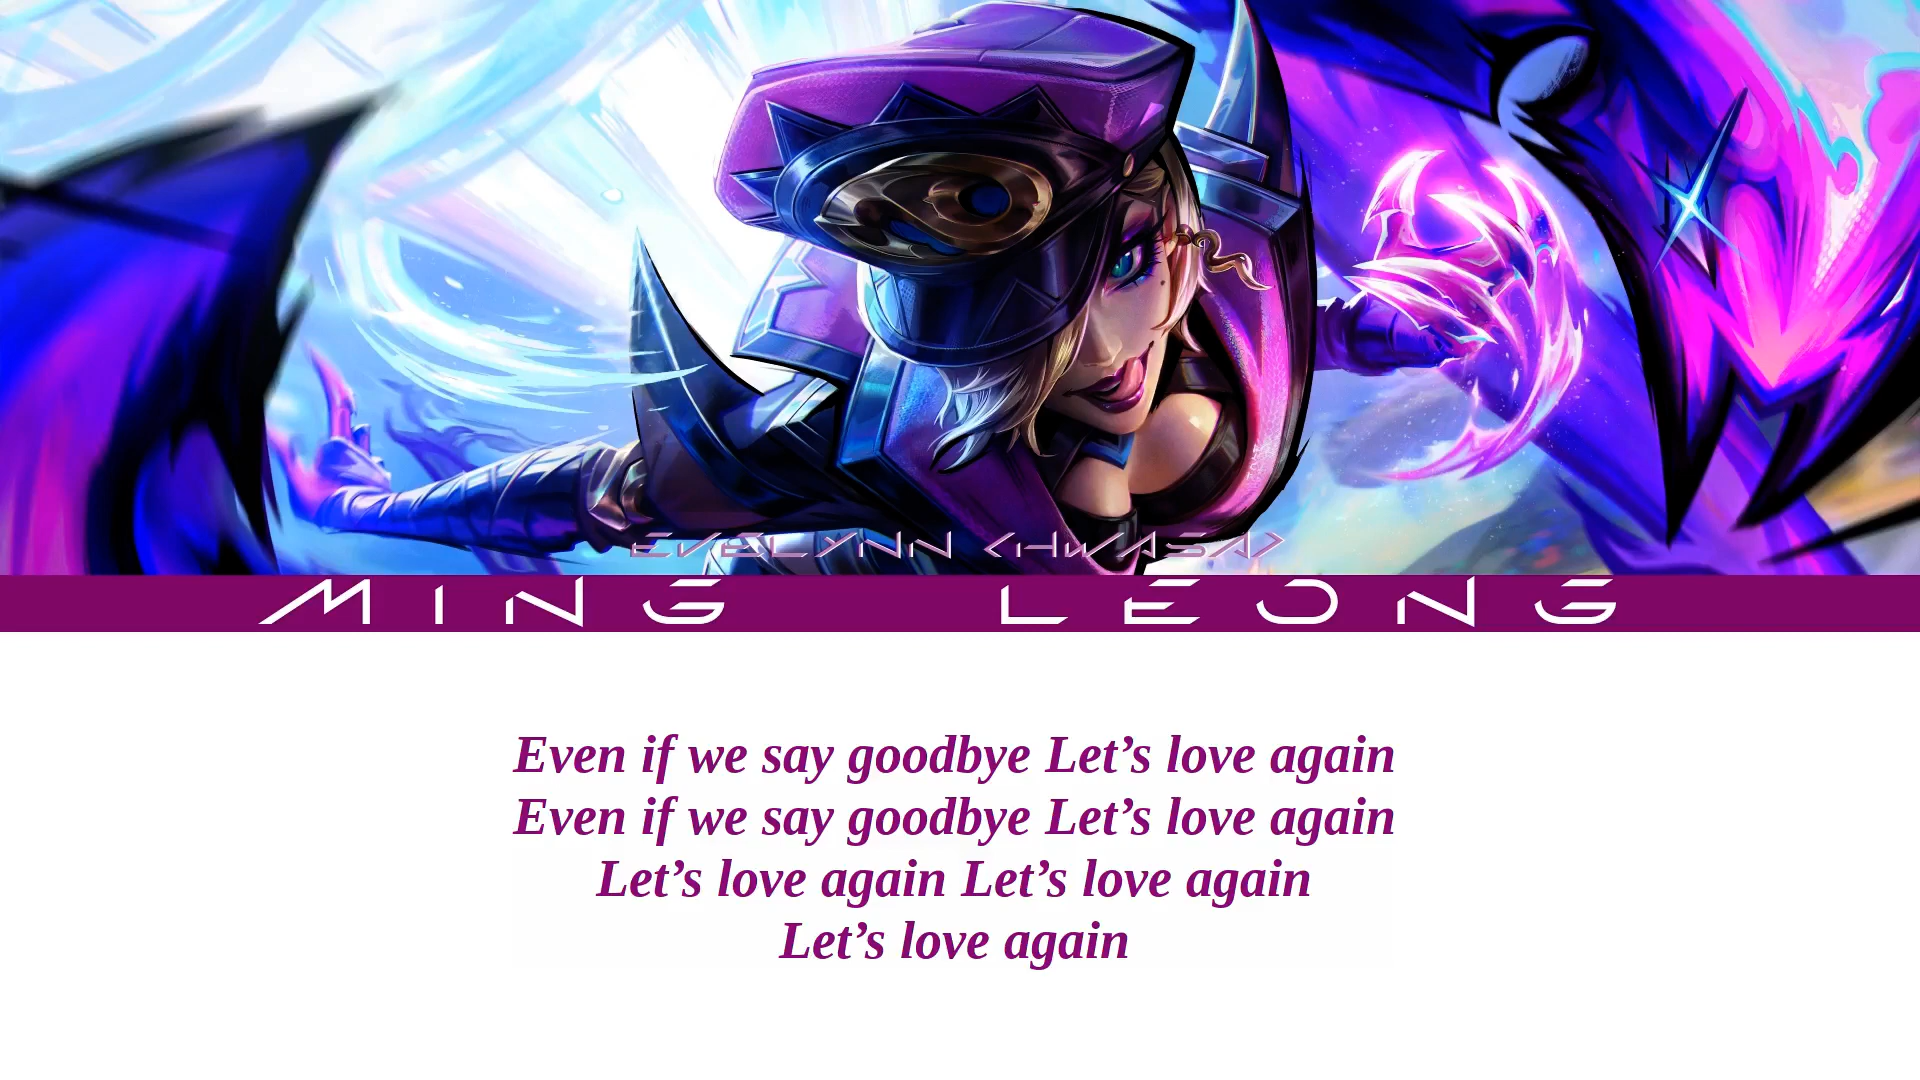 EVELYNN <HWASA>
MING LEONG
Even if we say goodbye Let’s love again
Even if we say goodbye Let’s love again
Let’s love again Let’s love again
Let’s love again